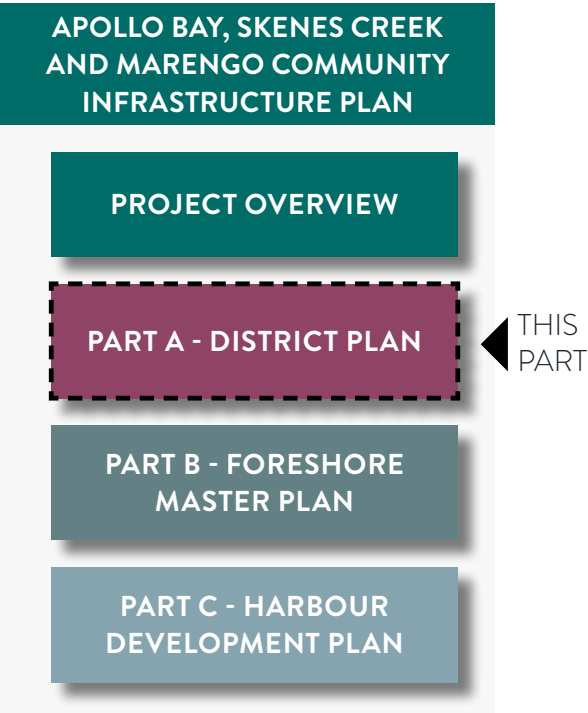 APOLLO BAY, SKENES CREEK
AND MARENGO COMMUNITY
INFRASTRUCTURE PLAN
PROJECT OVERVIEW
PART A - DISTRICT PLAN
THIS
PART
PART B - FORESHORE
MASTER PLAN
PART C - HARBOUR
DEVELOPMENT PLAN